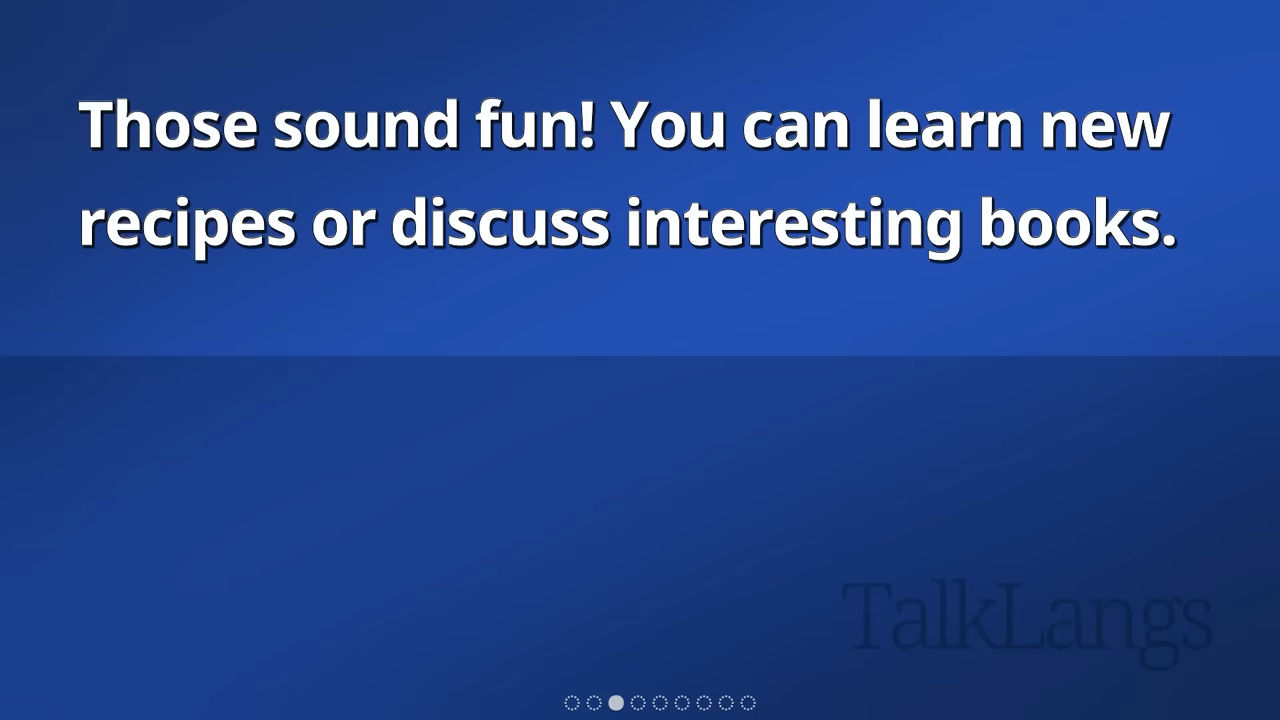 Those sound fun! You can learn new
recipes or discuss interesting books.
TalkLangs